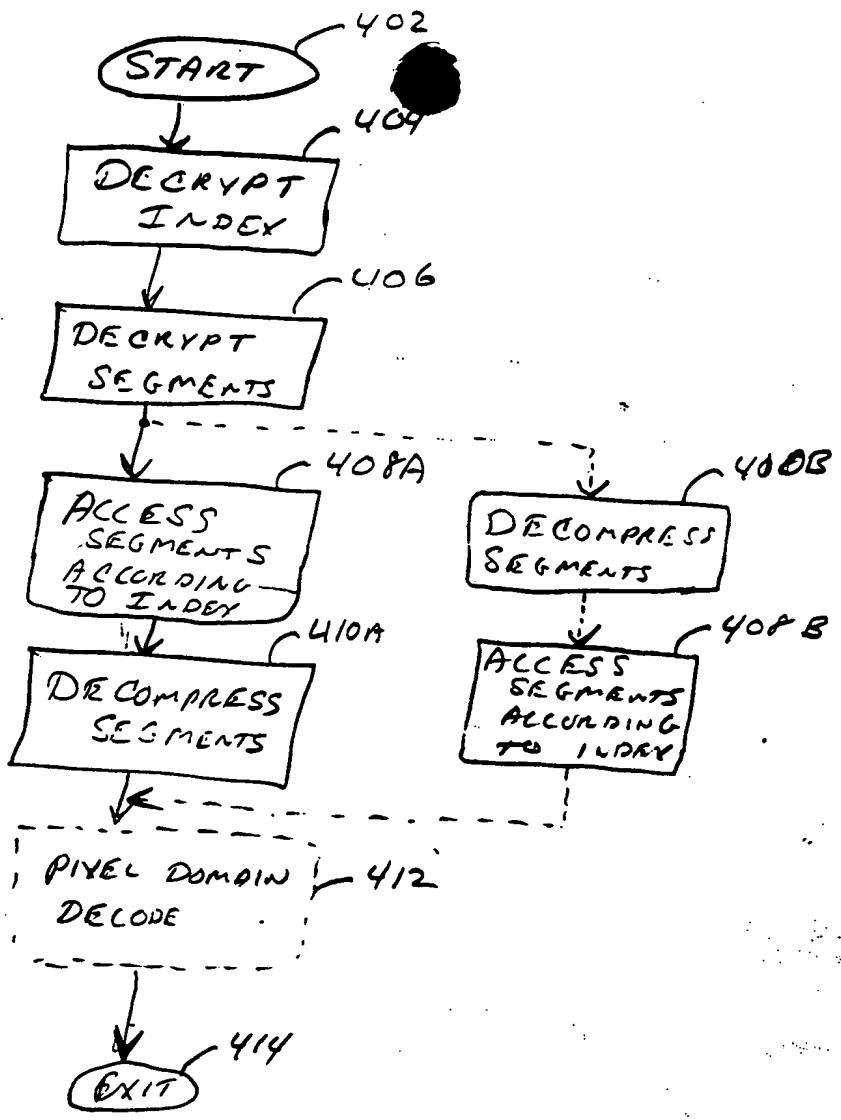 402
START
404
DECRYPT
INDEX
406
DECRYPT
SEGMENTS
408A
ACCESS
SEGMENTS
ACCORDING
TO INDEX
410A
DECOMPRESS
SEGMENTS
DECOMPRESS
SEGMENTS
408B
ACCESS
SEGMENTS
ACCORDING
TO INDEX
PIXEL DOMAIN
DECODE
412
414
EXIT